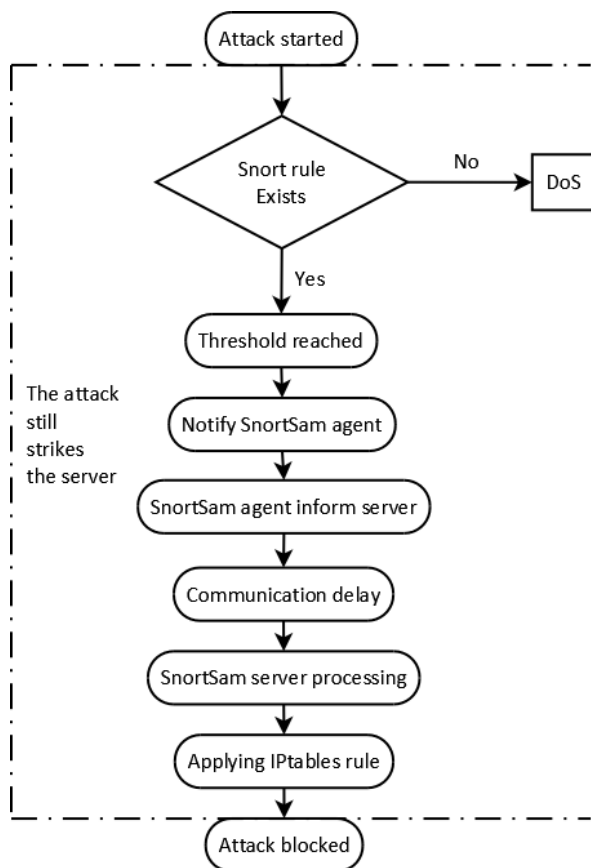 Attack started
Snort rule
Exists
No
DoS
Yes
Threshold reached
The attack
still
strikes
the server
Notify SnortSam agent
SnortSam agent inform server
Communication delay
SnortSam server processing
Applying IPtables rule
Attack blocked